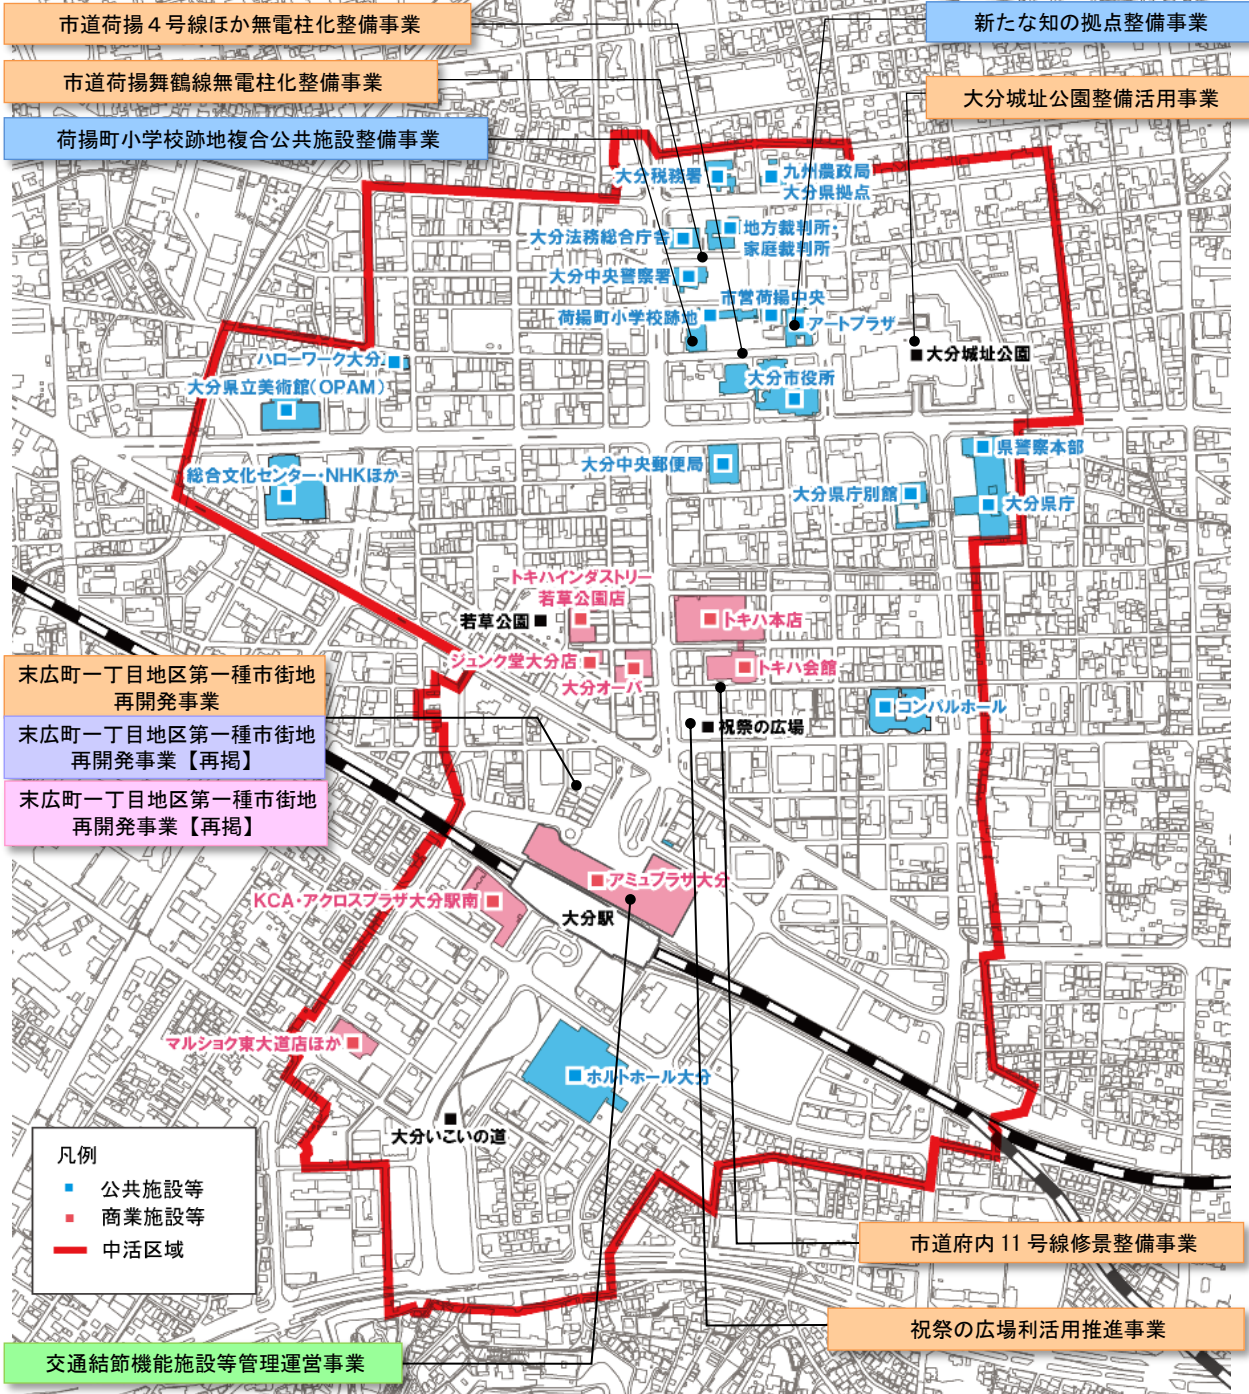 市道荷揚４号線ほか無電柱化整備事業
新たな知の拠点整備事業
市道荷揚舞鶴線無電柱化整備事業
大分城址公園整備活用事業
荷揚町小学校跡地複合公共施設整備事業
大分税務署
九州農政局
大分県拠点
大分法務総合庁舎
地方裁判所・
家庭裁判所
大分中央警察署
市営荷揚中央
荷揚町小学校跡地
アートプラザ
大分城址公園
ハローワーク大分
大分県立美術館(OPAM)
大分市役所
県警察本部
大分中央郵便局
総合文化センター・NHKほか
大分県庁別館
大分県庁
トキハインダストリー
若草公園店
若草公園
トキハ本店
ジュンク堂大分店
大分オーパ
トキハ会館
コンパルホール
祝祭の広場
末広町一丁目地区第一種市街地
再開発事業
末広町一丁目地区第一種市街地
再開発事業【再掲】
末広町一丁目地区第一種市街地
再開発事業【再掲】
アミュプラザ大分
KCA・アクロスプラザ大分駅南
大分駅
マルショク東大道店ほか
ホルトホール大分
大分いこいの道
凡例
公共施設等
商業施設等
中活区域
市道府内 11 号線修景整備事業
祝祭の広場利活用推進事業
交通結節機能施設等管理運営事業